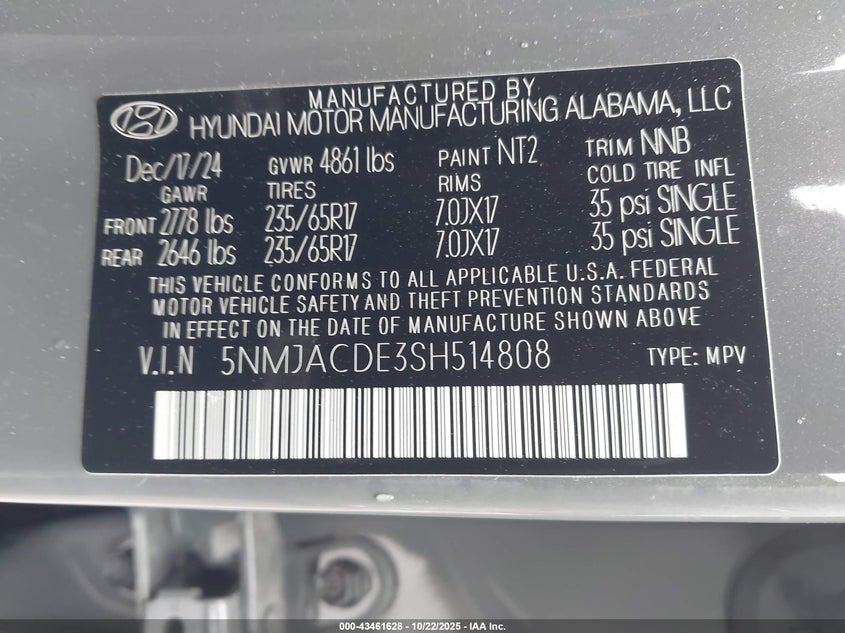 MANUFACTURED BY
HYUNDAI MOTOR MANUFACTURING ALABAMA, LLC
Dec/17/24 GVWR 4861 lbs PAINT NT2 TRIM NNB
GAWR TIRES RIMS COLD TIRE INFL
FRONT 2778 lbs 235/65R17 7.0JX17 35 psi SINGLE
REAR 2646 lbs 235/65R17 7.0JX17 35 psi SINGLE
THIS VEHICLE CONFORMS TO ALL APPLICABLE U.S.A. FEDERAL
MOTOR VEHICLE SAFETY AND THEFT PREVENTION STANDARDS
IN EFFECT ON THE DATE OF MANUFACTURE SHOWN ABOVE
V.I.N 5NMJACDE3SH514808 TYPE: MPV
000-43461628 - 10/22/2025 - IAA Inc.